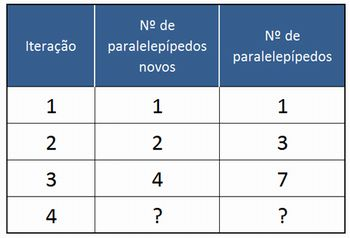 Iteração
Nº de
paralelepípedos
novos
Nº de
paralelepípedos
1 1 1
2 2 3
3 4 7
4 ? ?